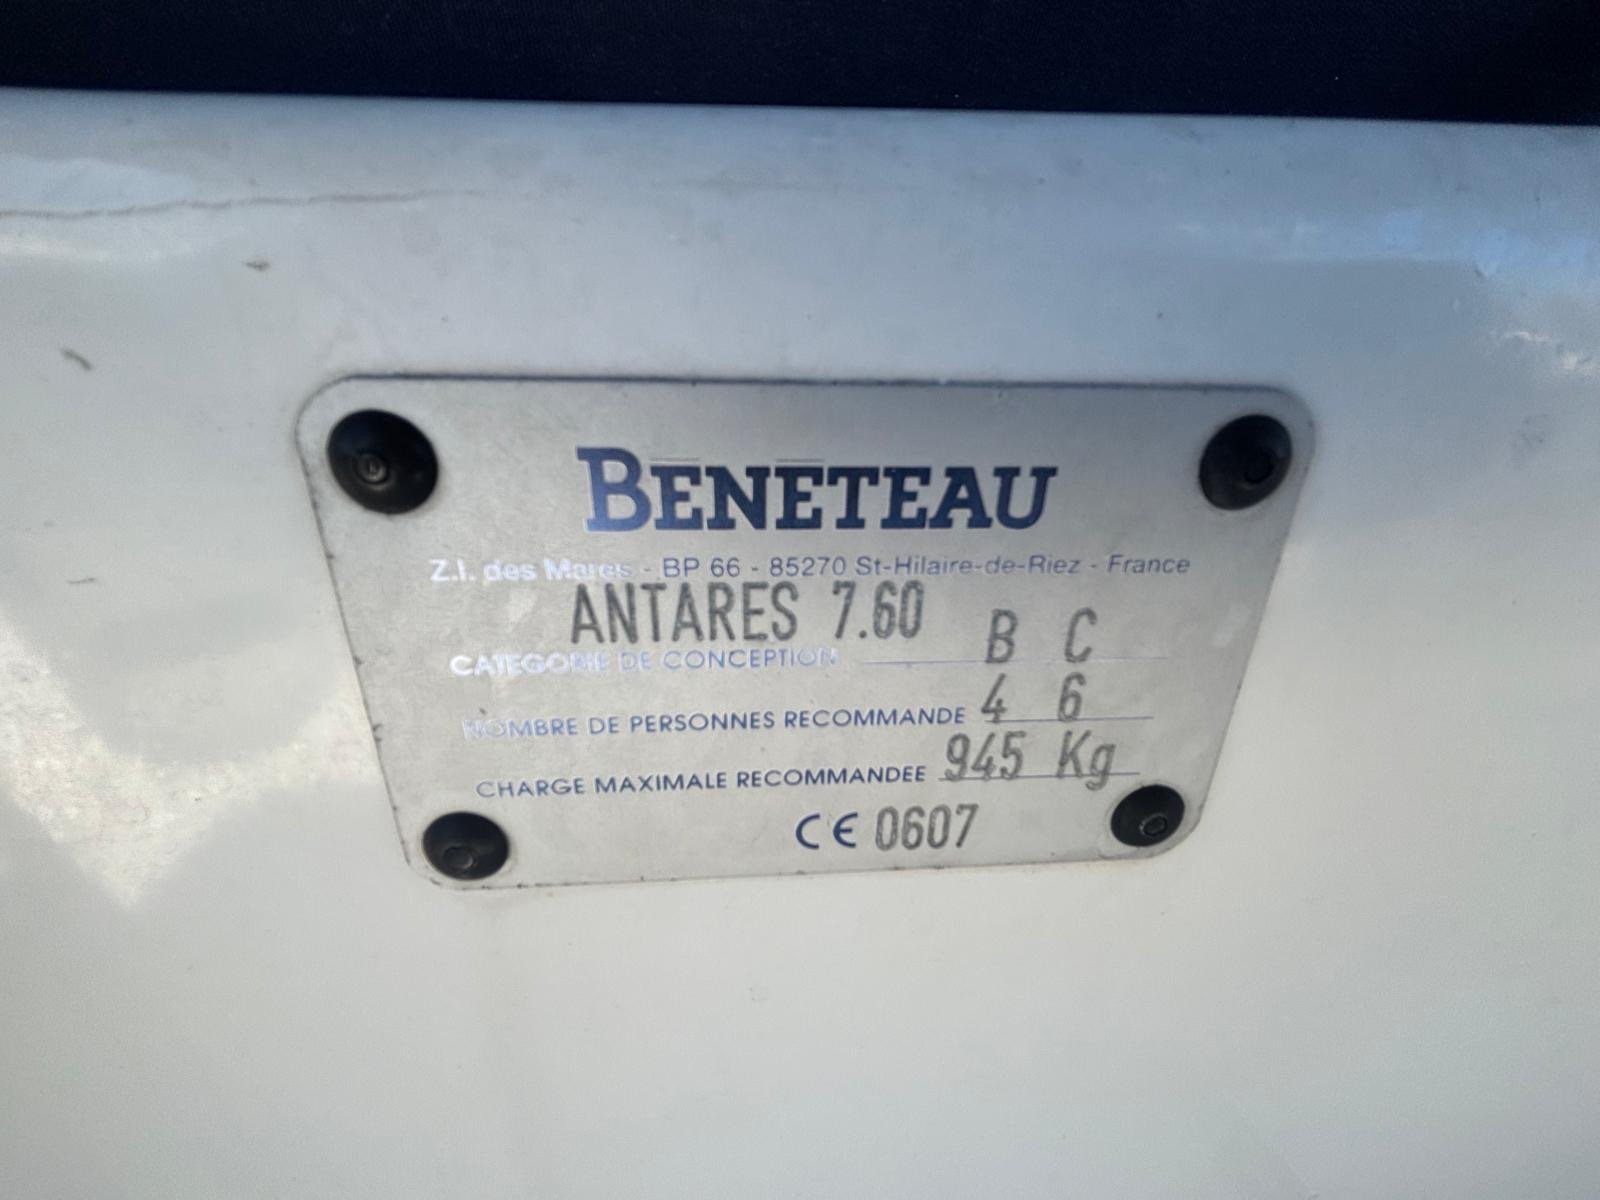 BENETEAU
Z.I. des Mares - BP 66 - 85270 St-Hilaire-de-Riez - France
ANTARES 7.60
CATEGORIE DE CONCEPTION B C
NOMBRE DE PERSONNES RECOMMANDE 4 6
CHARGE MAXIMALE RECOMMANDEE 945 Kg
CE 0607